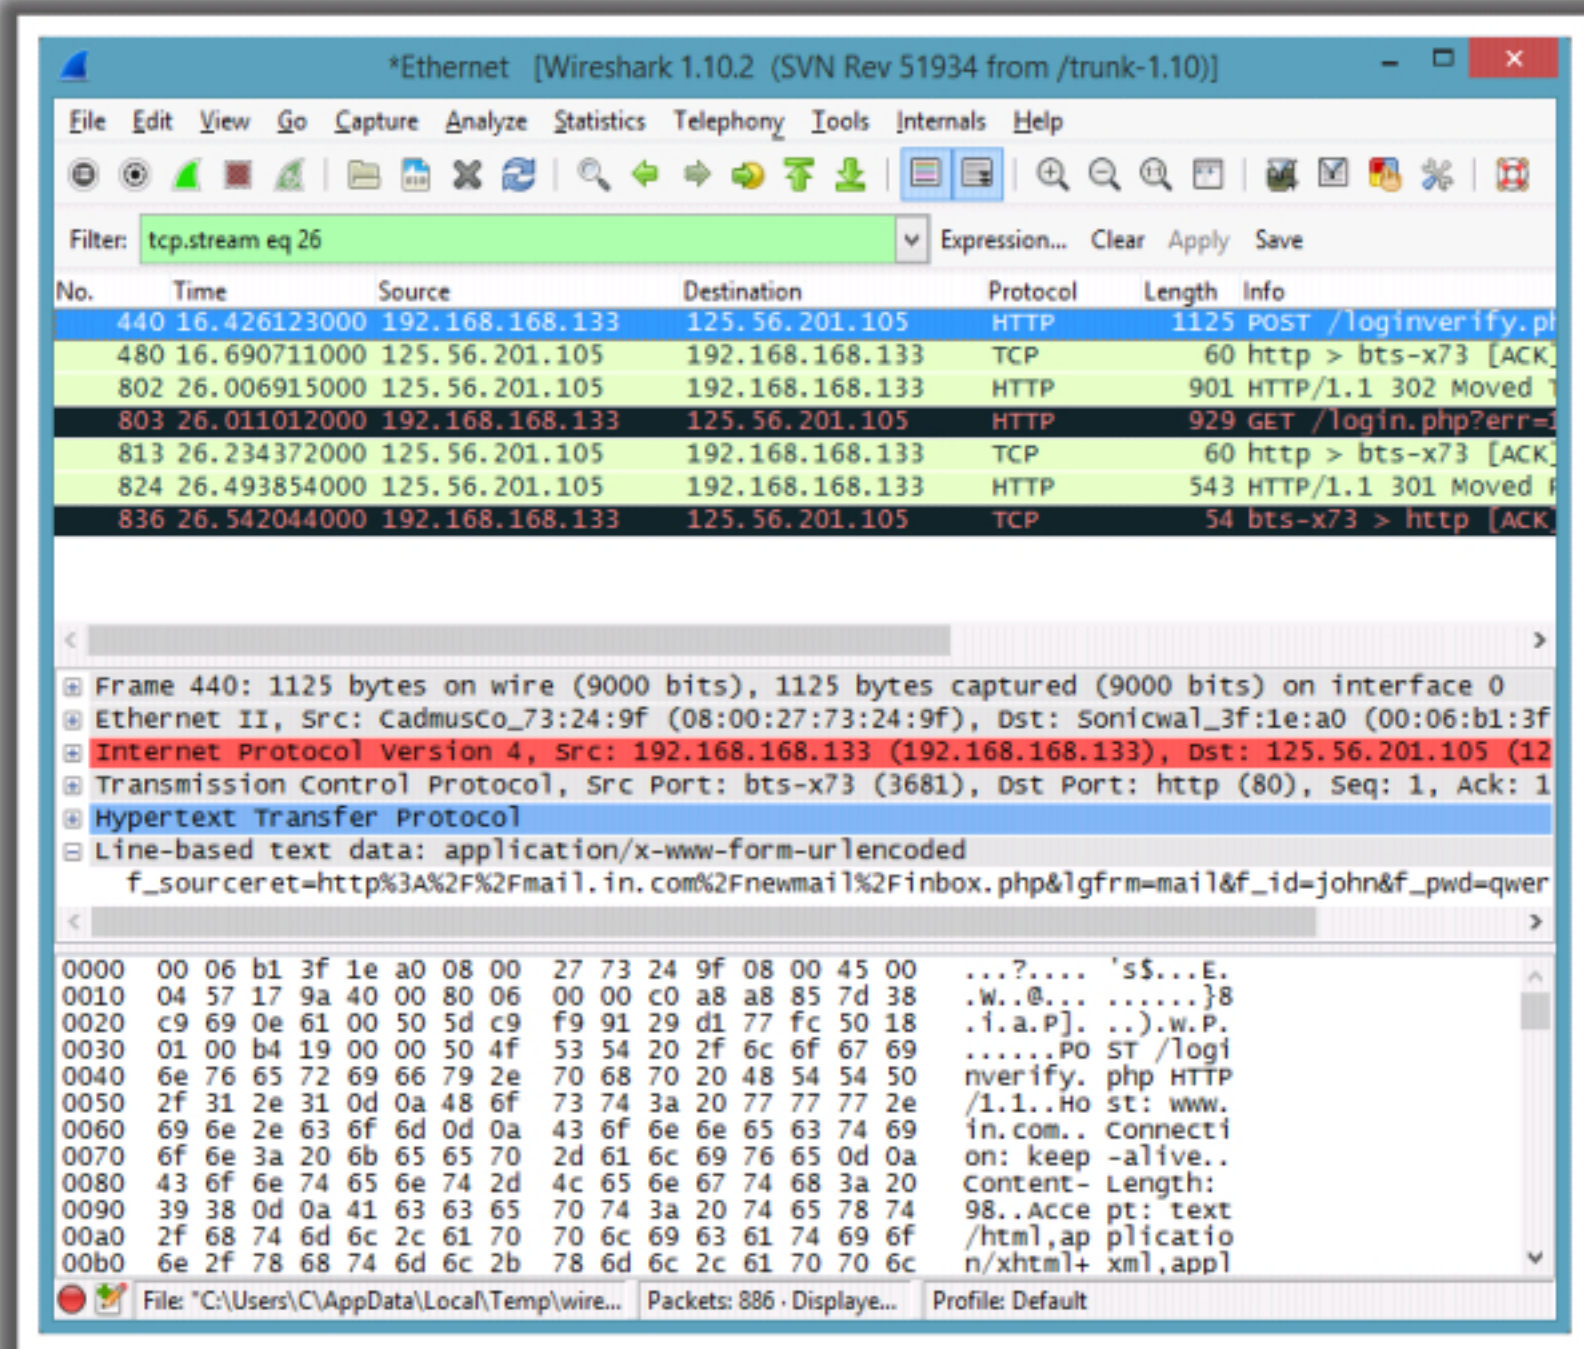 *Ethernet [Wireshark 1.10.2 (SVN Rev 51934 from /trunk-1.10)]
File Edit View Go Capture Analyze Statistics Telephony Tools Internals Help
Filter: tcp.stream eq 26 Expression... Clear Apply Save
No. Time Source Destination Protocol Length Info
440 16.426123000 192.168.168.133 125.56.201.105 HTTP 1125 POST /loginverify.ph
480 16.690711000 125.56.201.105 192.168.168.133 TCP 60 http > bts-x73 [ACK]
802 26.006915000 125.56.201.105 192.168.168.133 HTTP 901 HTTP/1.1 302 Moved T
803 26.011012000 192.168.168.133 125.56.201.105 HTTP 929 GET /login.php?err=1
813 26.234372000 125.56.201.105 192.168.168.133 TCP 60 http > bts-x73 [ACK]
824 26.493854000 125.56.201.105 192.168.168.133 HTTP 543 HTTP/1.1 301 Moved P
836 26.542044000 192.168.168.133 125.56.201.105 TCP 54 bts-x73 > http [ACK]
Frame 440: 1125 bytes on wire (9000 bits), 1125 bytes captured (9000 bits) on interface 0
Ethernet II, Src: CadmusCo_73:24:9f (08:00:27:73:24:9f), Dst: Sonicwal_3f:1e:a0 (00:06:b1:3f
Internet Protocol Version 4, Src: 192.168.168.133 (192.168.168.133), Dst: 125.56.201.105 (12
Transmission Control Protocol, Src Port: bts-x73 (3681), Dst Port: http (80), Seq: 1, Ack: 1
Hypertext Transfer Protocol
Line-based text data: application/x-www-form-urlencoded
f_sourceret=http%3A%2F%2Fmail.in.com%2Fnewmail%2Finbox.php&lgfrm=mail&f_id=john&f_pwd=qwer
0000 00 06 b1 3f 1e a0 08 00 27 73 24 9f 08 00 45 00 ...?.... 's$...E.
0010 04 57 17 9a 40 00 80 06 00 00 c0 a8 a8 85 7d 38 .W..@... ......}8
0020 c9 69 0e 61 00 50 5d c9 f9 91 29 d1 77 fc 50 18 .i.a.P]. ..).w.P.
0030 01 00 b4 19 00 00 50 4f 53 54 20 2f 6c 6f 67 69 ......PO ST /logi
0040 6e 76 65 72 69 66 79 2e 70 68 70 20 48 54 54 50 nverify. php HTTP
0050 2f 31 2e 31 0d 0a 48 6f 73 74 3a 20 77 77 77 2e /1.1..Ho st: www.
0060 69 6e 2e 63 6f 6d 0d 0a 43 6f 6e 6e 65 63 74 69 in.com.. Connecti
0070 6f 6e 3a 20 6b 65 65 70 2d 61 6c 69 76 65 0d 0a on: keep -alive..
0080 43 6f 6e 74 65 6e 74 2d 4c 65 6e 67 74 68 3a 20 Content- Length:
0090 39 38 0d 0a 41 63 63 65 70 74 3a 20 74 65 78 74 98..Acce pt: text
00a0 2f 68 74 6d 6c 2c 61 70 70 6c 69 63 61 74 69 6f /html,ap plicatio
00b0 6e 2f 78 68 74 6d 6c 2b 78 6d 6c 2c 61 70 70 6c n/xhtml+ xml,appl
File: "C:\Users\C\AppData\Local\Temp\wire... Packets: 886 · Displaye... Profile: Default